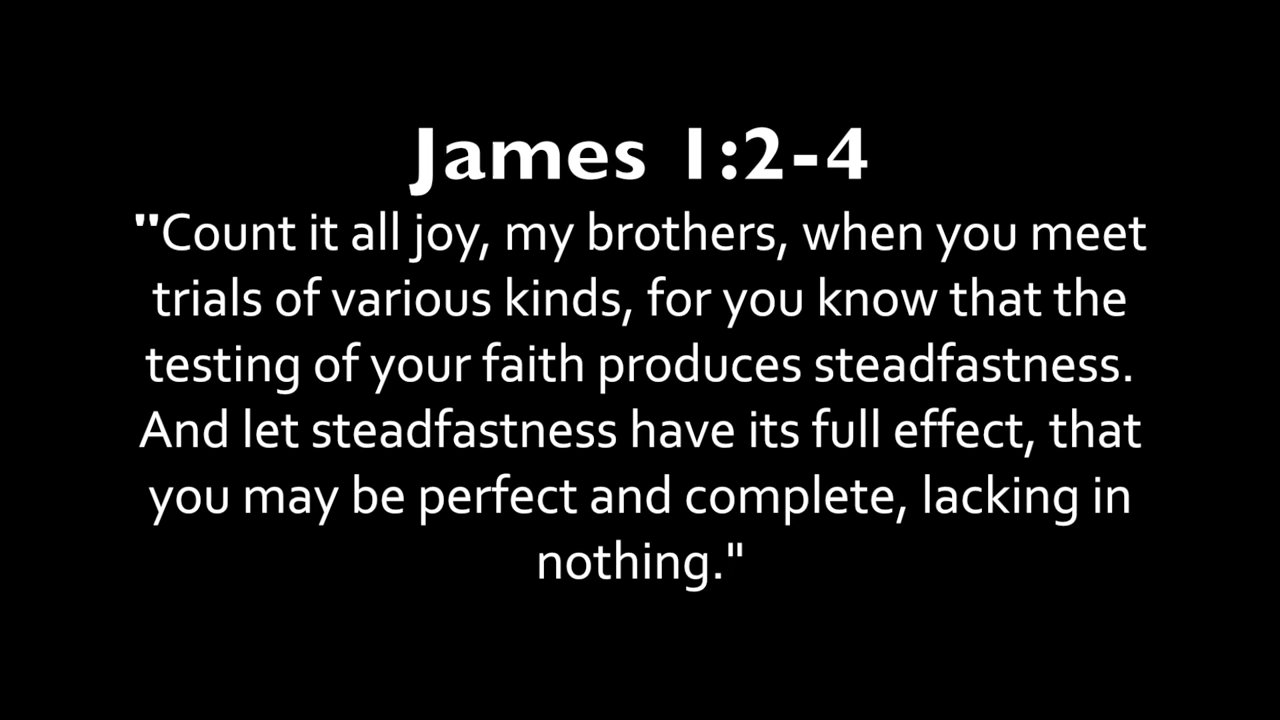 James 1:2-4
"Count it all joy, my brothers, when you meet
trials of various kinds, for you know that the
testing of your faith produces steadfastness.
And let steadfastness have its full effect, that
you may be perfect and complete, lacking in
nothing."